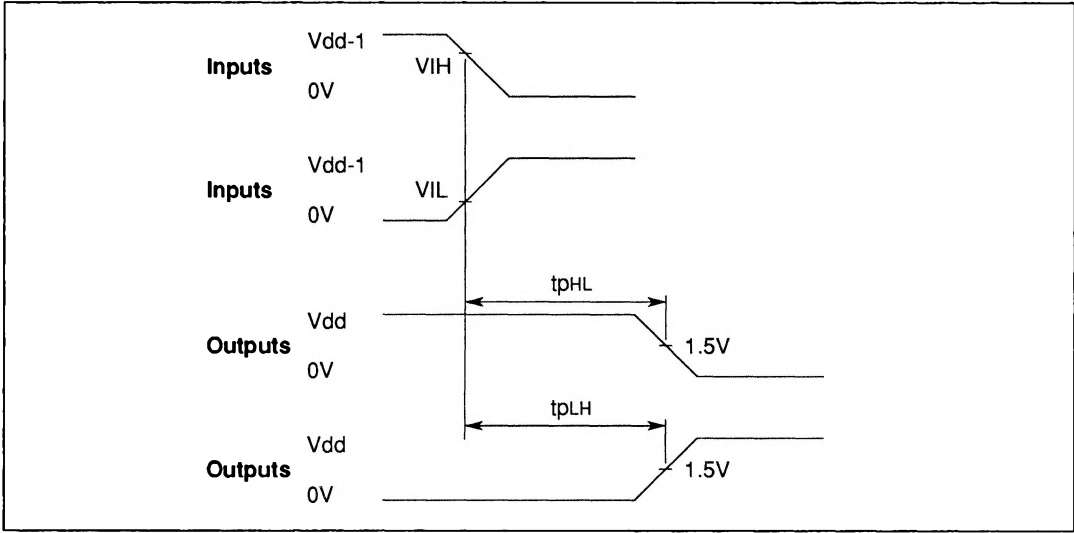 Vdd-1
Inputs VIH
0V
Vdd-1
Inputs VIL
0V
tpHL
Vdd
Outputs 1.5V
0V
tpLH
Vdd
Outputs 1.5V
0V